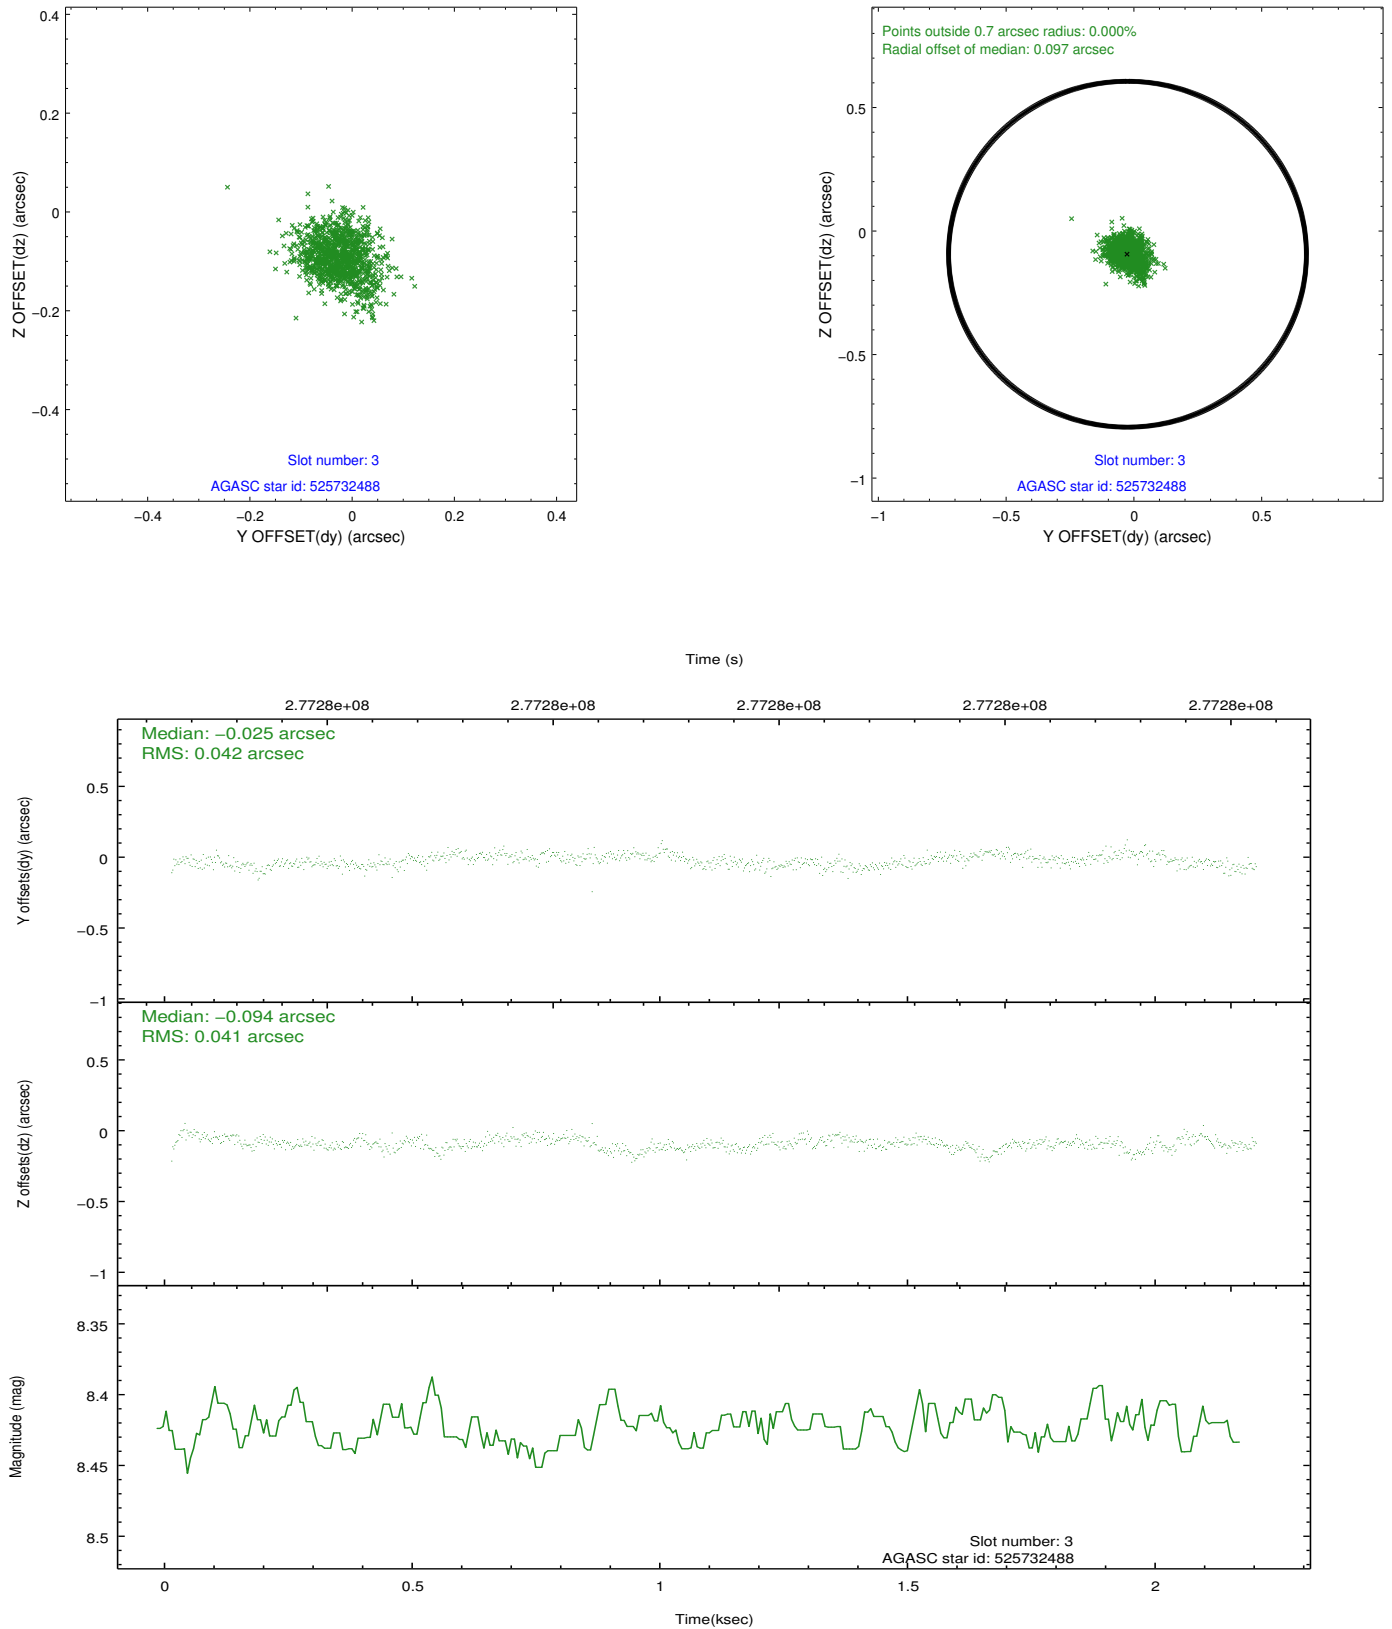 0.4
0.2
0
−0.2
−0.4
Z OFFSET(dz) (arcsec)
Slot number: 3
AGASC star id: 525732488
−0.4
−0.2
0
0.2
0.4
Y OFFSET(dy) (arcsec)
Points outside 0.7 arcsec radius: 0.000%
Radial offset of median: 0.097 arcsec
0.5
0
−0.5
−1
Z OFFSET(dz) (arcsec)
Slot number: 3
AGASC star id: 525732488
−1
−0.5
0
0.5
Y OFFSET(dy) (arcsec)
Time (s)
2.7728e+08
2.7728e+08
2.7728e+08
2.7728e+08
2.7728e+08
Median: −0.025 arcsec
RMS: 0.042 arcsec
0.5
0
−0.5
−1
Y offsets(dy) (arcsec)
Median: −0.094 arcsec
RMS: 0.041 arcsec
0.5
0
−0.5
−1
Z offsets(dz) (arcsec)
8.35
8.4
8.45
8.5
Magnitude (mag)
Slot number: 3
AGASC star id: 525732488
0
0.5
1
1.5
2
Time(ksec)